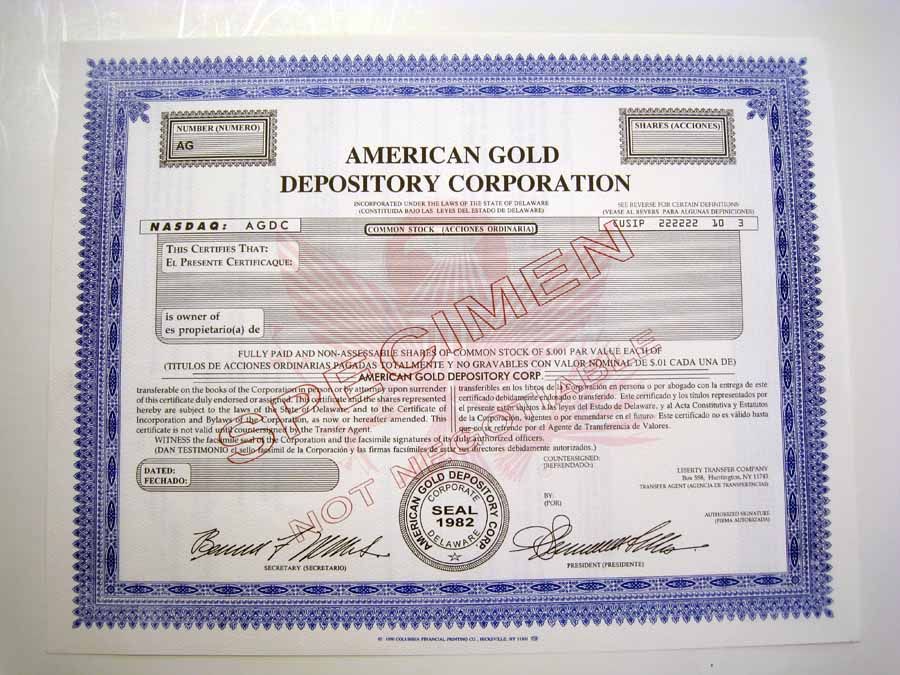 NUMBER (NUMERO)
AG
SHARES (ACCIONES)
AMERICAN GOLD
DEPOSITORY CORPORATION
INCORPORATED UNDER THE LAWS OF THE STATE OF DELAWARE
(CONSTITUIDA BAJO LAS LEYES DEL ESTADO DE DELAWARE)
SEE REVERSE FOR CERTAIN DEFINITIONS
(VEASE AL REVERS PARA ALGUNAS DEFINICIONES)
NASDAQ: AGDC
COMMON STOCK (ACCIONES ORDINARIA)
CUSIP 222222 10 3
THIS CERTIFIES THAT:
EL PRESENTE CERTIFICAQUE:
is owner of
es propietario(a) de
SPECIMEN
NOT NEGOTIABLE
FULLY PAID AND NON-ASSESSABLE SHARES OF COMMON STOCK OF $.001 PAR VALUE EACH OF
(TITULOS DE ACCIONES ORDINARIAS PAGADAS TOTALMENTE Y NO GRAVABLES CON VALOR NOMINAL DE $.01 CADA UNA DE)
AMERICAN GOLD DEPOSITORY CORP.
transferable on the books of the Corporation in person or by attorney upon surrender
of this certificate duly endorsed or assigned. This certificate and the shares represented
hereby are subject to the laws of the State of Delaware, and to the Certificate of
Incorporation and Bylaws of the Corporation, as now or hereafter amended. This
certificate is not valid until countersigned by the Transfer Agent.
WITNESS the facsimile seal of the Corporation and the facsimile signatures of its duly authorized officers.
(DAN TESTIMONIO el sello facsimil de la Corporación y las firmas facsímiles de sus directores debidamente autorizados.)
transferibles en los libros de la Corporación en persona o por abogado con la entrega de este
certificado debidamente endorsado o transferido. Este certificado y los títulos representados por
el presente están sujetos a las leyes del Estado de Delaware, y al Acta Constitutiva y Estatutos
de la Corporación, vigentes o por enmendarse en el futuro. Este certificado no es válido hasta
que no sea refrendo por el Agente de Transferencia de Valores.
DATED:
FECHADO:
COUNTERSIGNED:
(REFRENDADO:)
LIBERTY TRANSFER COMPANY
Box 558, Huntington, NY 11743
TRANSFER AGENT (AGENCIA DE TRANSFERENCIAS)
BY:
(POR)
AUTHORIZED SIGNATURE
(FIRMA AUTORIZADA)
AMERICAN GOLD DEPOSITORY CORP
CORPORATE
SEAL
1982
DELAWARE
SECRETARY (SECRETARIO)
PRESIDENT (PRESIDENTE)
© 1990 COLUMBIA FINANCIAL PRINTING CO., HICKSVILLE, NY 11801